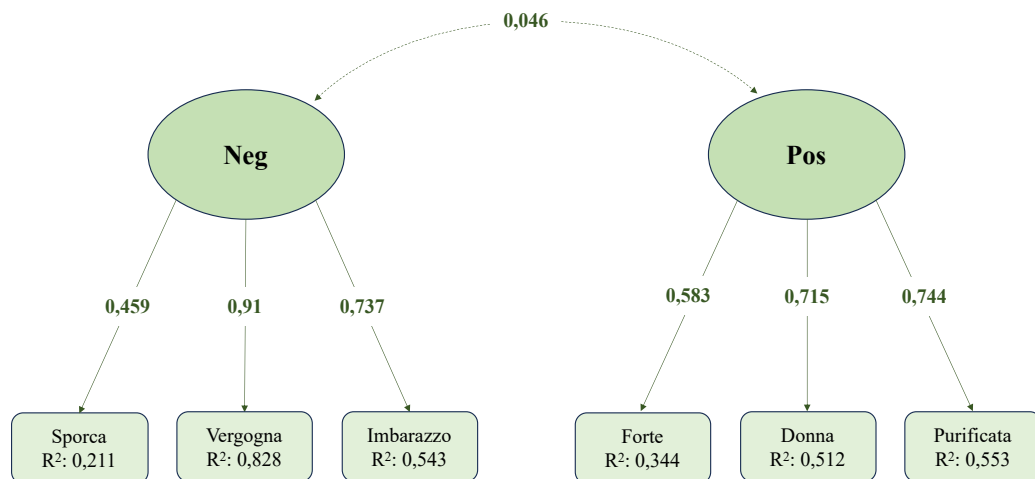 0,046
Neg
Pos
0,459
0,91
0,737
0,583
0,715
0,744
Sporca
R²: 0,211
Vergogna
R²: 0,828
Imbarazzo
R²: 0,543
Forte
R²: 0,344
Donna
R²: 0,512
Purificata
R²: 0,553